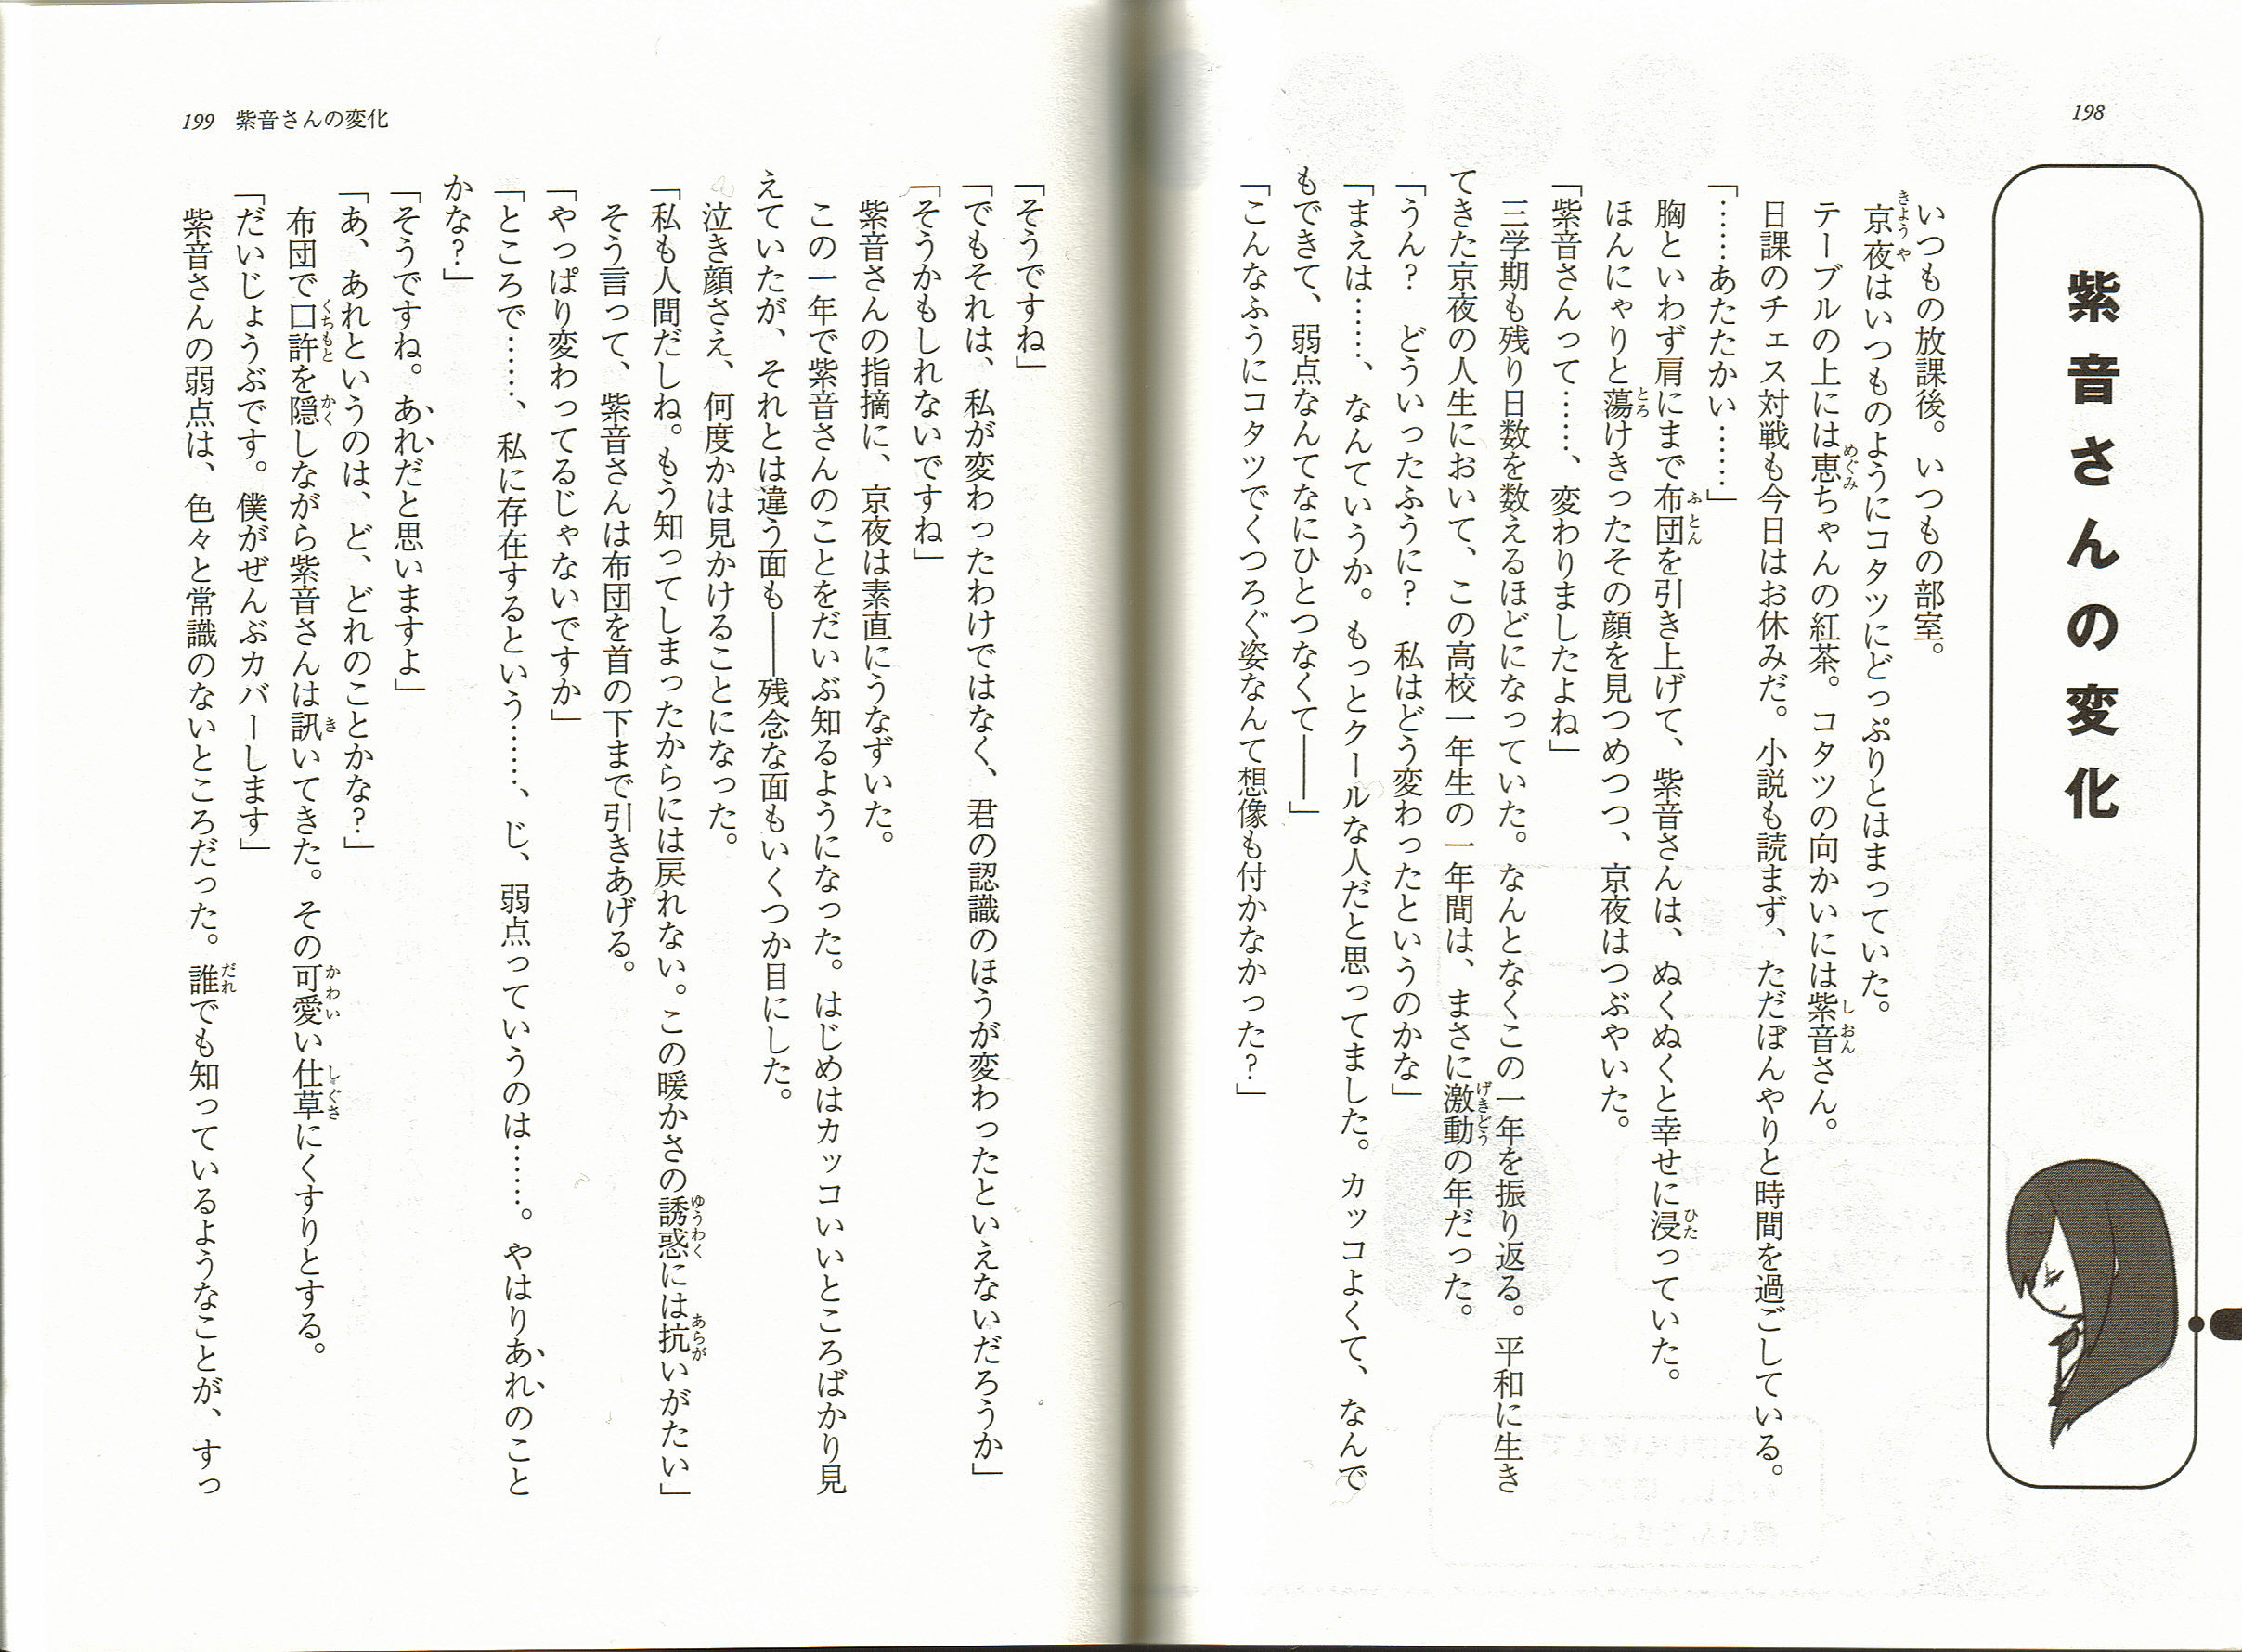 198
紫音さんの変化
いつもの放課後。いつもの部室。
京夜はいつものようにコタツにどっぷりとはまっていた。
テーブルの上には恵ちゃんの紅茶。コタツの向かいには紫音さん。
日課のチェス対戦も今日はお休みだ。小説も読まず、ただぼんやりと時間を過ごしている。
「……あたたかい……」
胸といわず肩にまで布団を引き上げて、紫音さんは、ぬくぬくと幸せに浸っていた。
ほんにゃりと蕩けきったその顔を見つめつつ、京夜はつぶやいた。
「紫音さんって……、変わりましたよね」
三学期も残り日数を数えるほどになっていた。なんとなくこの一年を振り返る。平和に生き
てきた京夜の人生において、この高校一年生の一年間は、まさに激動の年だった。
「うん？　どういったふうに？　私はどう変わったというのかな」
「まえは……、なんていうか。もっとクールな人だと思ってました。カッコよくて、なんで
もできて、弱点なんてなにひとつなくて――」
「こんなふうにコタツでくつろぐ姿なんて想像も付かなかった？」
199　紫音さんの変化
「そうですね」
「でもそれは、私が変わったわけではなく、君の認識のほうが変わったといえないだろうか」
「そうかもしれないですね」
紫音さんの指摘に、京夜は素直にうなずいた。
この一年で紫音さんのことをだいぶ知るようになった。はじめはカッコいいところばかり見
えていたが、それとは違う面も――残念な面もいくつか目にした。
泣き顔さえ、何度かは見かけることになった。
「私も人間だしね。もう知ってしまったからには戻れない。この暖かさの誘惑には抗いがたい」
そう言って、紫音さんは布団を首の下まで引きあげる。
「やっぱり変わってるじゃないですか」
「ところで……、私に存在するという……、じ、弱点っていうのは……。やはりあれのこと
かな？」
「そうですね。あれだと思いますよ」
「あ、あれというのは、ど、どれのことかな？」
布団で口許を隠しながら紫音さんは訊いてきた。その可愛い仕草にくすりとする。
「だいじょうぶです。僕がぜんぶカバーします」
紫音さんの弱点は、色々と常識のないところだった。誰でも知っているようなことが、すっ